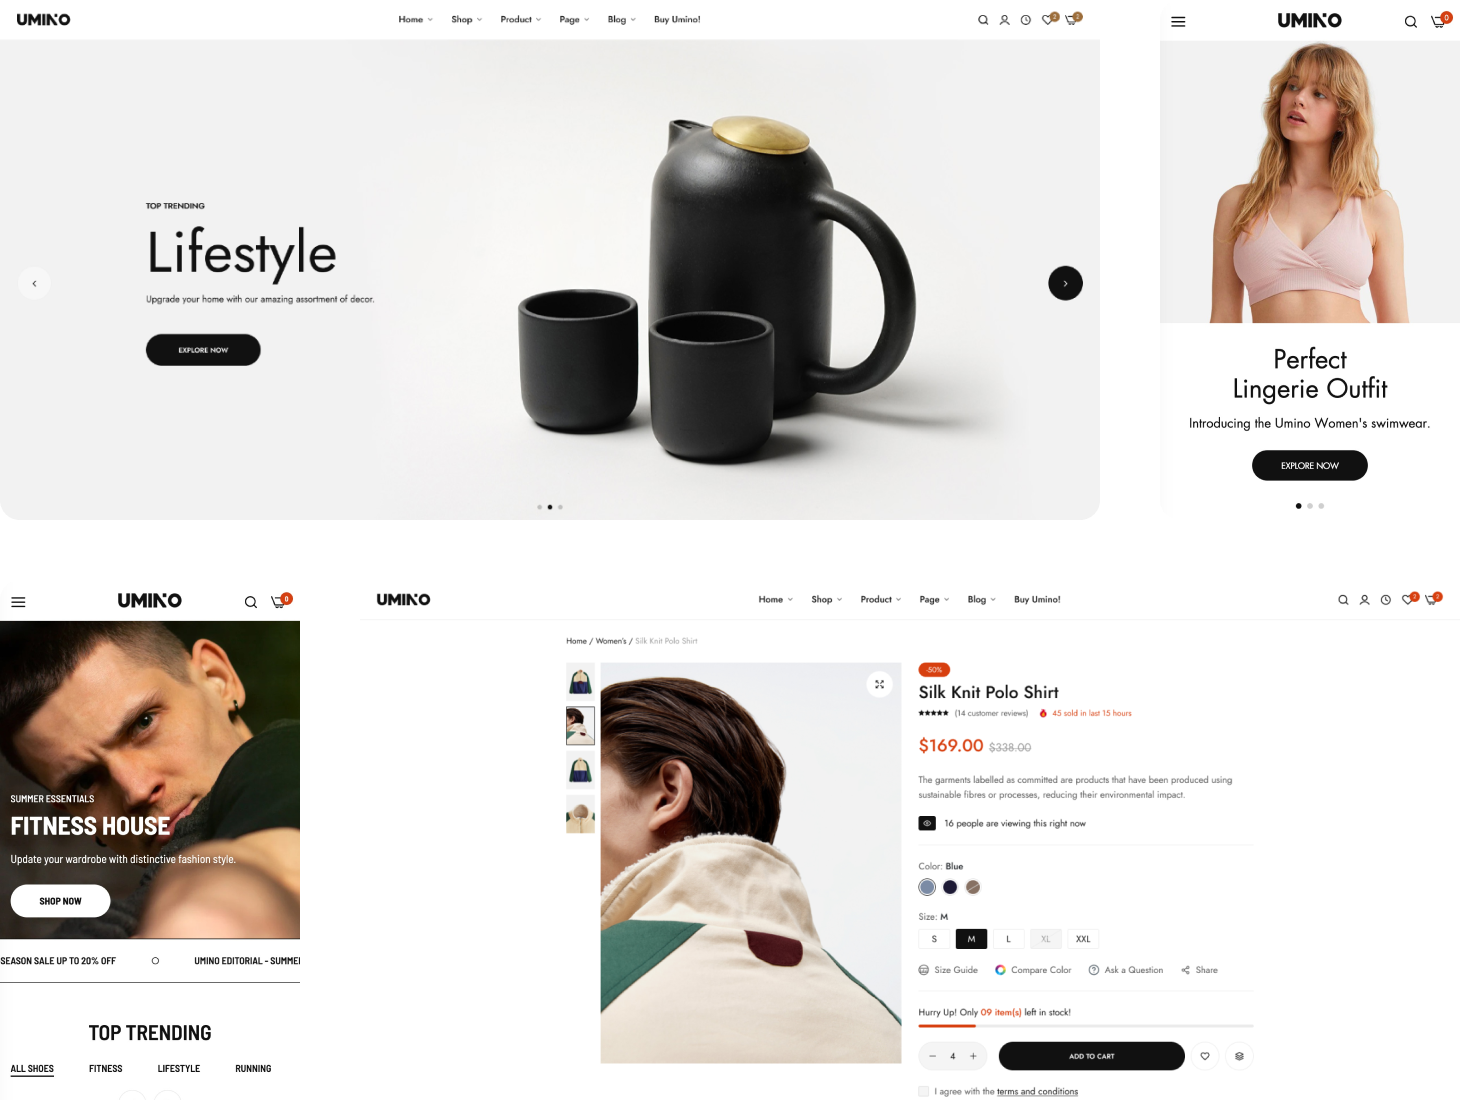 UMINO
Home Shop Product Page Blog Buy Umino!
2 2
TOP TRENDING
Lifestyle
Upgrade your home with our amazing assortment of decor.
EXPLORE NOW
UMINO
0
Perfect
Lingerie Outfit
Introducing the Umino Women's swimwear.
EXPLORE NOW
UMINO
0
SUMMER ESSENTIALS
FITNESS HOUSE
Update your wardrobe with distinctive fashion style.
SHOP NOW
SEASON SALE UP TO 20% OFF UMINO EDITORIAL - SUMME
TOP TRENDING
ALL SHOES FITNESS LIFESTYLE RUNNING
UMINO
Home Shop Product Page Blog Buy Umino!
2 2
Home / Women's / Silk Knit Polo Shirt
-50%
Silk Knit Polo Shirt
(14 customer reviews) 45 sold in last 15 hours
$169.00 $338.00
The garments labelled as committed are products that have been produced using
sustainable fibres or processes, reducing their environmental impact.
16 people are viewing this right now
Color: Blue
Size: M
S M L XL XXL
Size Guide Compare Color Ask a Question Share
Hurry Up! Only 09 item(s) left in stock!
4 ADD TO CART
I agree with the terms and conditions